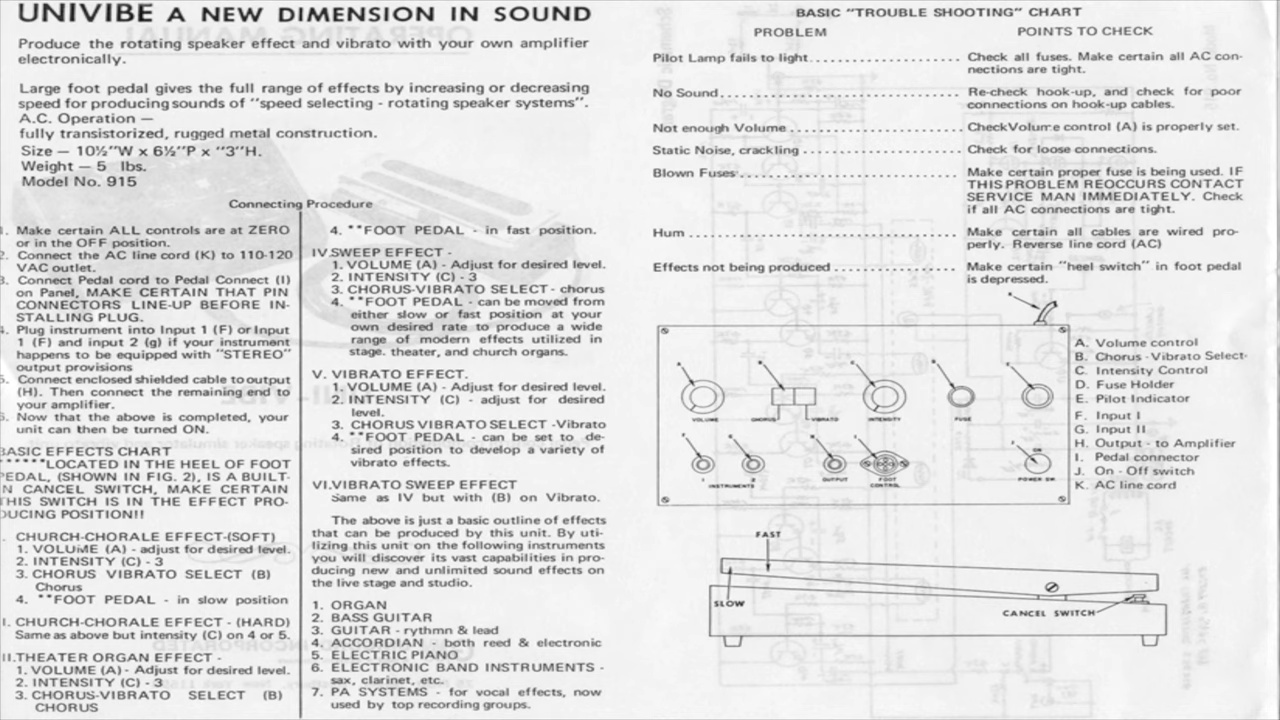 UNIVIBE A NEW DIMENSION IN SOUND
Produce the rotating speaker effect and vibrato with your own amplifier
electronically.
Large foot pedal gives the full range of effects by increasing or decreasing
speed for producing sounds of "speed selecting - rotating speaker systems".
A.C. Operation —
fully transistorized, rugged metal construction.
Size — 10½"W x 6½"P x "3"H.
Weight — 5 lbs.
Model No. 915
Connecting Procedure
1. Make certain ALL controls are at ZERO
or in the OFF position.
2. Connect the AC line cord (K) to 110-120
VAC outlet.
3. Connect Pedal cord to Pedal Connect (I)
on Panel, MAKE CERTAIN THAT PIN
CONNECTORS LINE-UP BEFORE IN-
STALLING PLUG.
4. Plug instrument into Input 1 (F) or Input
1 (F) and input 2 (g) if your instrument
happens to be equipped with "STEREO"
output provisions
5. Connect enclosed shielded cable to output
(H). Then connect the remaining end to
your amplifier.
6. Now that the above is completed, your
unit can then be turned ON.
BASIC EFFECTS CHART
******LOCATED IN THE HEEL OF FOOT
PEDAL, (SHOWN IN FIG. 2), IS A BUILT-
IN CANCEL SWITCH, MAKE CERTAIN
THIS SWITCH IS IN THE EFFECT PRO-
DUCING POSITION!!
. CHURCH-CHORALE EFFECT-(SOFT)
1. VOLUME (A) - adjust for desired level.
2. INTENSITY (C) - 3
3. CHORUS VIBRATO SELECT (B)
Chorus
4. **FOOT PEDAL - in slow position
I. CHURCH-CHORALE EFFECT - (HARD)
Same as above but intensity (C) on 4 or 5.
II.THEATER ORGAN EFFECT -
1. VOLUME (A) - Adjust for desired level.
2. INTENSITY (C) - 3
3. CHORUS-VIBRATO SELECT (B)
CHORUS
4. **FOOT PEDAL - in fast position.
IV.SWEEP EFFECT -
1. VOLUME (A) - Adjust for desired level.
2. INTENSITY (C) - 3
3. CHORUS-VIBRATO SELECT - chorus
4. **FOOT PEDAL - can be moved from
either slow or fast position at your
own desired rate to produce a wide
range of modern effects utilized in
stage. theater, and church organs.
V. VIBRATO EFFECT.
1. VOLUME (A) - Adjust for desired level.
2. INTENSITY (C) - adjust for desired
level.
3. CHORUS VIBRATO SELECT -Vibrato
4. **FOOT PEDAL - can be set to de-
sired position to develop a variety of
vibrato effects.
VI.VIBRATO SWEEP EFFECT
Same as IV but with (B) on Vibrato.
The above is just a basic outline of effects
that can be produced by this unit. By uti-
lizing this unit on the following instruments
you will discover its vast capabilities in pro-
ducing new and unlimited sound effects on
the live stage and studio.
1. ORGAN
2. BASS GUITAR
3. GUITAR - rythmn & lead
4. ACCORDIAN - both reed & electronic
5. ELECTRIC PIANO
6. ELECTRONIC BAND INSTRUMENTS -
sax, clarinet, etc.
7. PA SYSTEMS - for vocal effects, now
used by top recording groups.
BASIC "TROUBLE SHOOTING" CHART
PROBLEM POINTS TO CHECK
Pilot Lamp fails to light.................... Check all fuses. Make certain all AC con-
nections are tight.
No Sound.................................. Re-check hook-up, and check for poor
connections on hook-up cables.
Not enough Volume........................ Check Volume control (A) is properly set.
Static Noise, crackling ...................... Check for loose connections.
Blown Fuses............................... Make certain proper fuse is being used. IF
THIS PROBLEM REOCCURS CONTACT
SERVICE MAN IMMEDIATELY. Check
if all AC connections are tight.
Hum ..................................... Make certain all cables are wired pro-
perly. Reverse line cord (AC)
Effects not being produced ................. Make certain "heel switch" in foot pedal
is depressed.
VOLUME CHORUS VIBRATO INTENSITY FUSE
1 INSTRUMENTS 2 OUTPUT FOOT CONTROL ON POWER SW.
A. Volume control
B. Chorus - Vibrato Select-
C. Intensity Control
D. Fuse Holder
E. Pilot Indicator
F. Input I
G. Input II
H. Output - to Amplifier
I. Pedal connector
J. On - Off switch
K. AC line cord
FAST
SLOW
CANCEL SWITCH